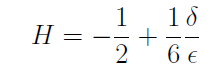 H = -\frac{1}{2} + \frac{1}{6}\frac{\delta}{\epsilon}